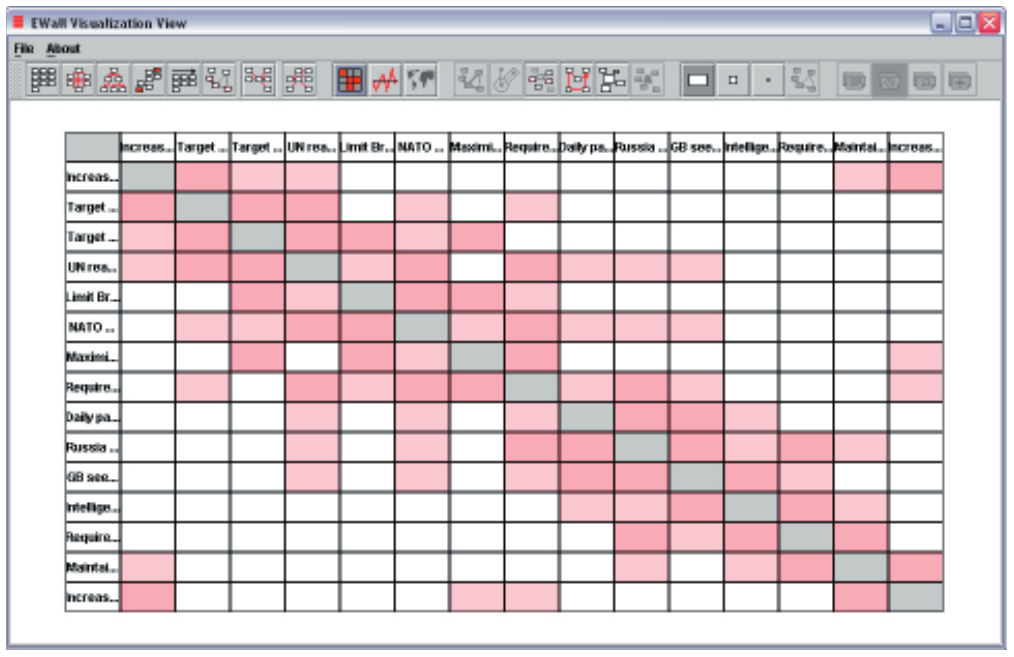 EWall Visualization View
File About
Increas... Target ... Target ... UN rea... Limit Br... NATO ... Maximi... Require... Daily pa... Russia ... GB see... Intellige... Require... Maintai... Increas...
Increas...
Target ...
Target ...
UN rea...
Limit Br...
NATO ...
Maximi...
Require...
Daily pa...
Russia ...
GB see...
Intellige...
Require...
Maintai...
Increas...